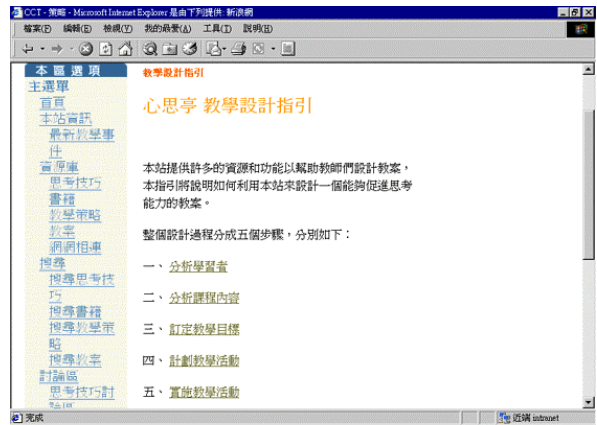 CCT - 策略 - Microsoft Internet Explorer 是由下列提供: 新浪網
檔案(F) 編輯(E) 檢視(V) 我的最愛(A) 工具(T) 說明(H)
本區選項
主選單
首頁
本站資訊
最新教學事
件
資源庫
思考技巧
書籍
教學策略
教案
網網相連
搜尋
搜尋思考技
巧
搜尋書籍
搜尋教學策
略
搜尋教案
討論區
思考技巧討
論區
教學設計指引
心思亭 教學設計指引
本站提供許多的資源和功能以幫助教師們設計教案，
本指引將說明如何利用本站來設計一個能夠促進思考
能力的教案。
整個設計過程分成五個步驟，分別如下：
一、 分析學習者
二、 分析課程內容
三、 訂定教學目標
四、 計劃教學活動
五、 實施教學活動
完成
近端 intranet